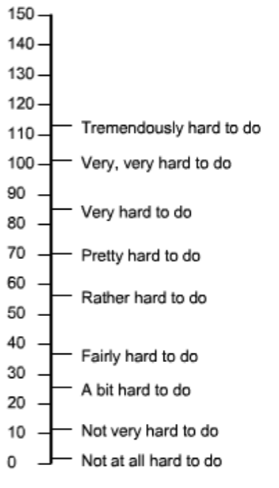 150
140
130
120
Tremendously hard to do
110
100 Very, very hard to do
90
Very hard to do
80
70 Pretty hard to do
60
Rather hard to do
50
40
Fairly hard to do
30
A bit hard to do
20
10 Not very hard to do
0 Not at all hard to do